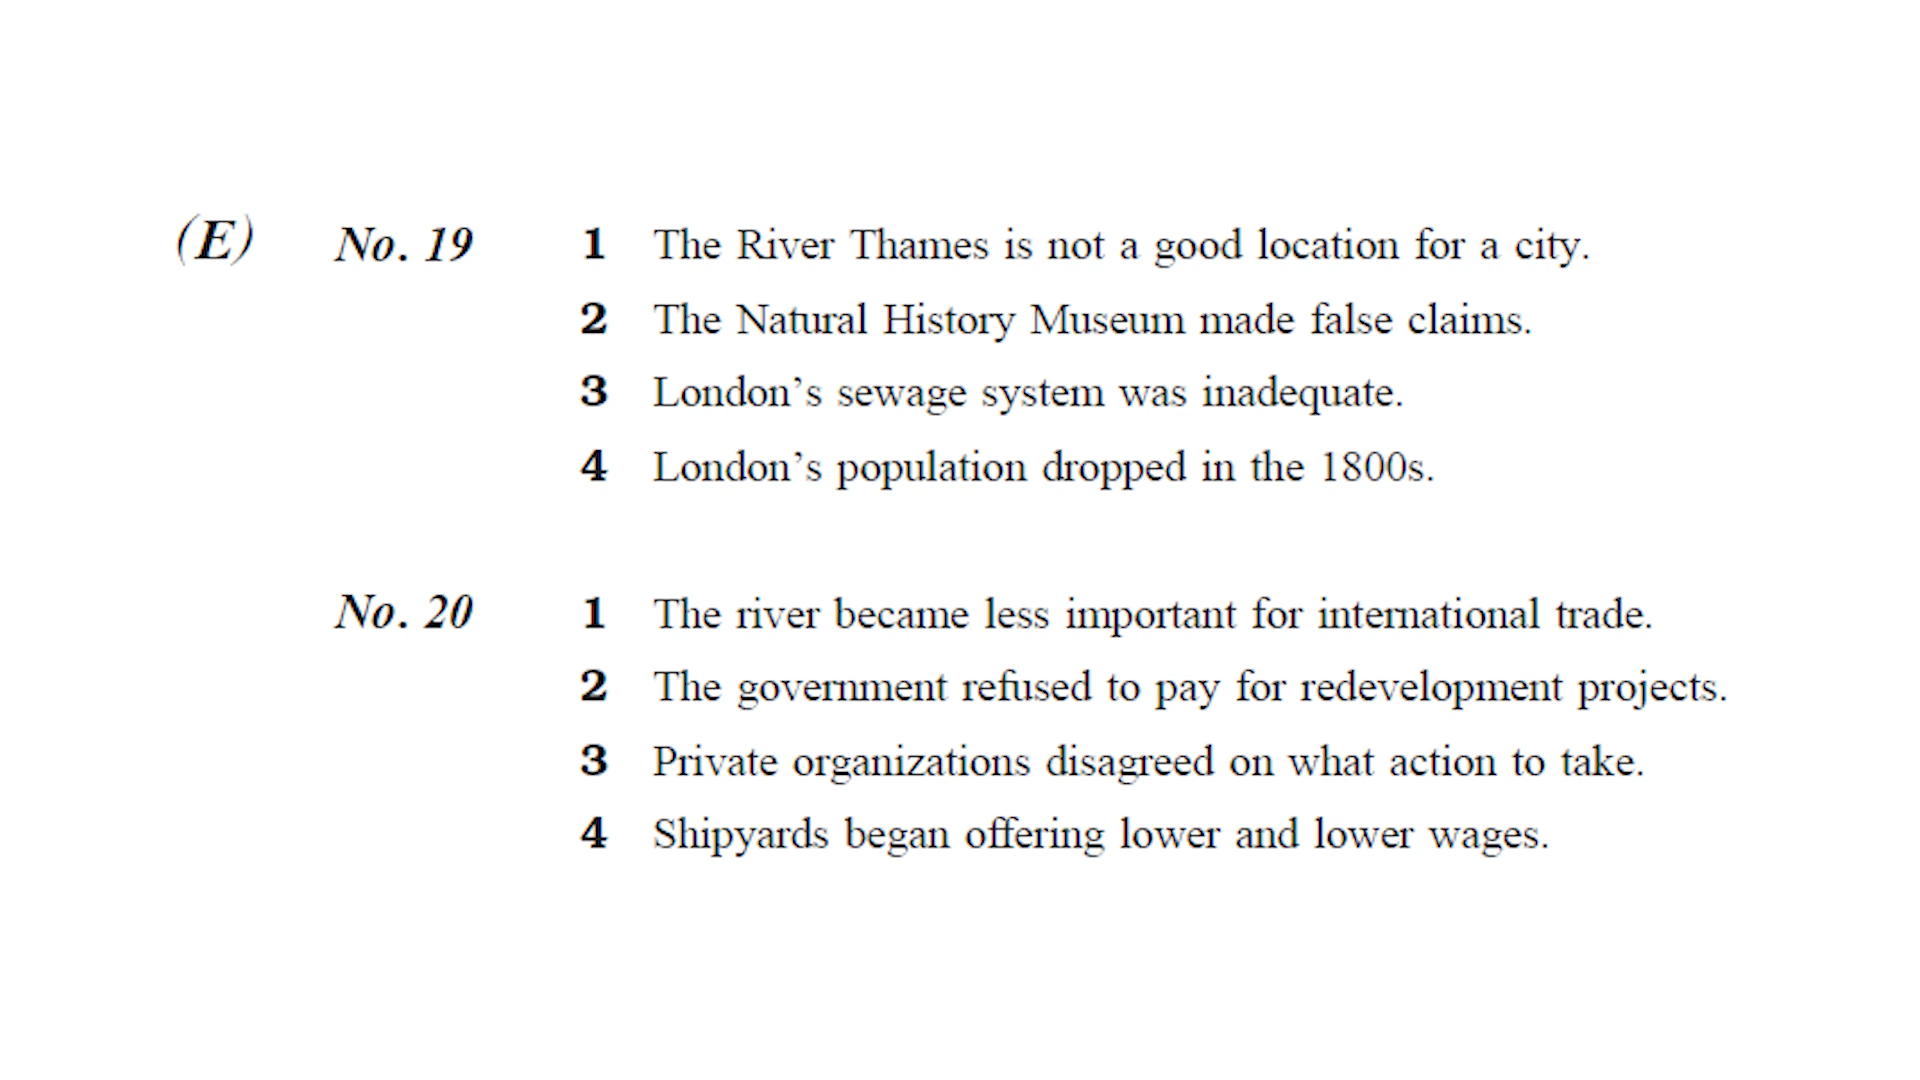 (E) No. 19 1 The River Thames is not a good location for a city.
2 The Natural History Museum made false claims.
3 London’s sewage system was inadequate.
4 London’s population dropped in the 1800s.
No. 20 1 The river became less important for international trade.
2 The government refused to pay for redevelopment projects.
3 Private organizations disagreed on what action to take.
4 Shipyards began offering lower and lower wages.